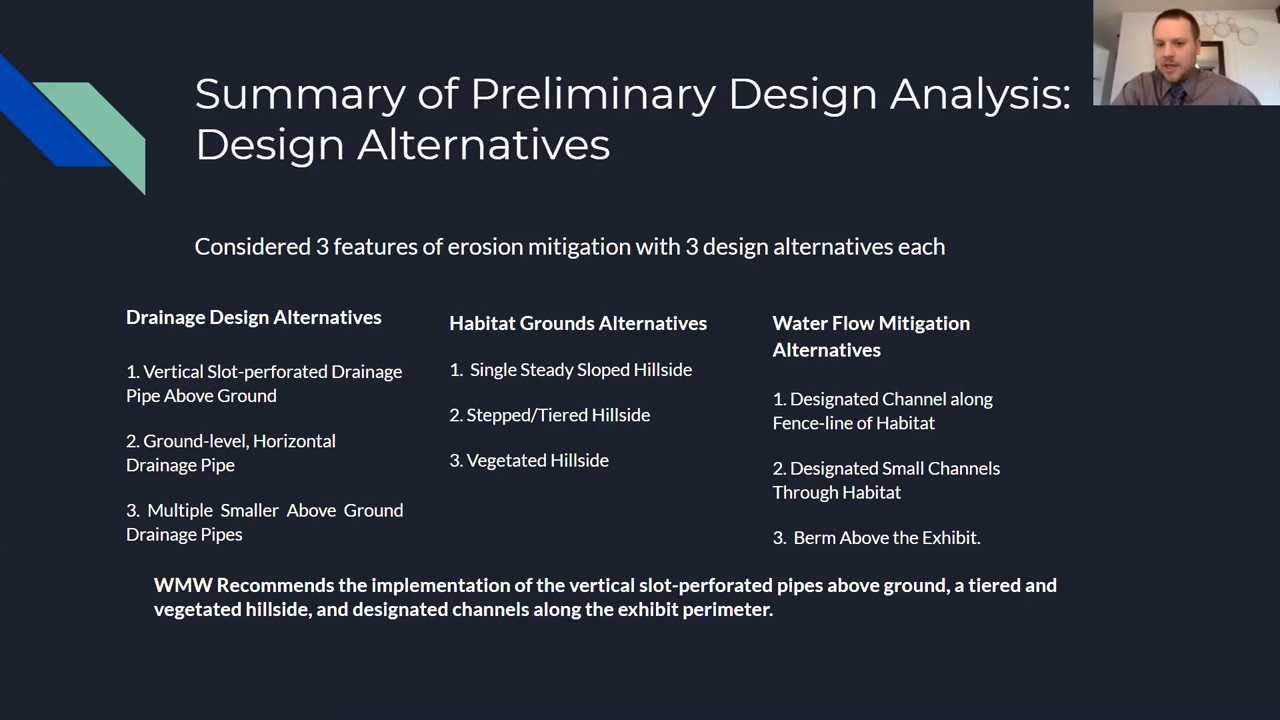 Summary of Preliminary Design Analysis:
Design Alternatives
Considered 3 features of erosion mitigation with 3 design alternatives each
Drainage Design Alternatives
1. Vertical Slot-perforated Drainage
Pipe Above Ground
2. Ground-level, Horizontal
Drainage Pipe
3. Multiple Smaller Above Ground
Drainage Pipes
Habitat Grounds Alternatives
1. Single Steady Sloped Hillside
2. Stepped/Tiered Hillside
3. Vegetated Hillside
Water Flow Mitigation
Alternatives
1. Designated Channel along
Fence-line of Habitat
2. Designated Small Channels
Through Habitat
3. Berm Above the Exhibit.
WMW Recommends the implementation of the vertical slot-perforated pipes above ground, a tiered and
vegetated hillside, and designated channels along the exhibit perimeter.